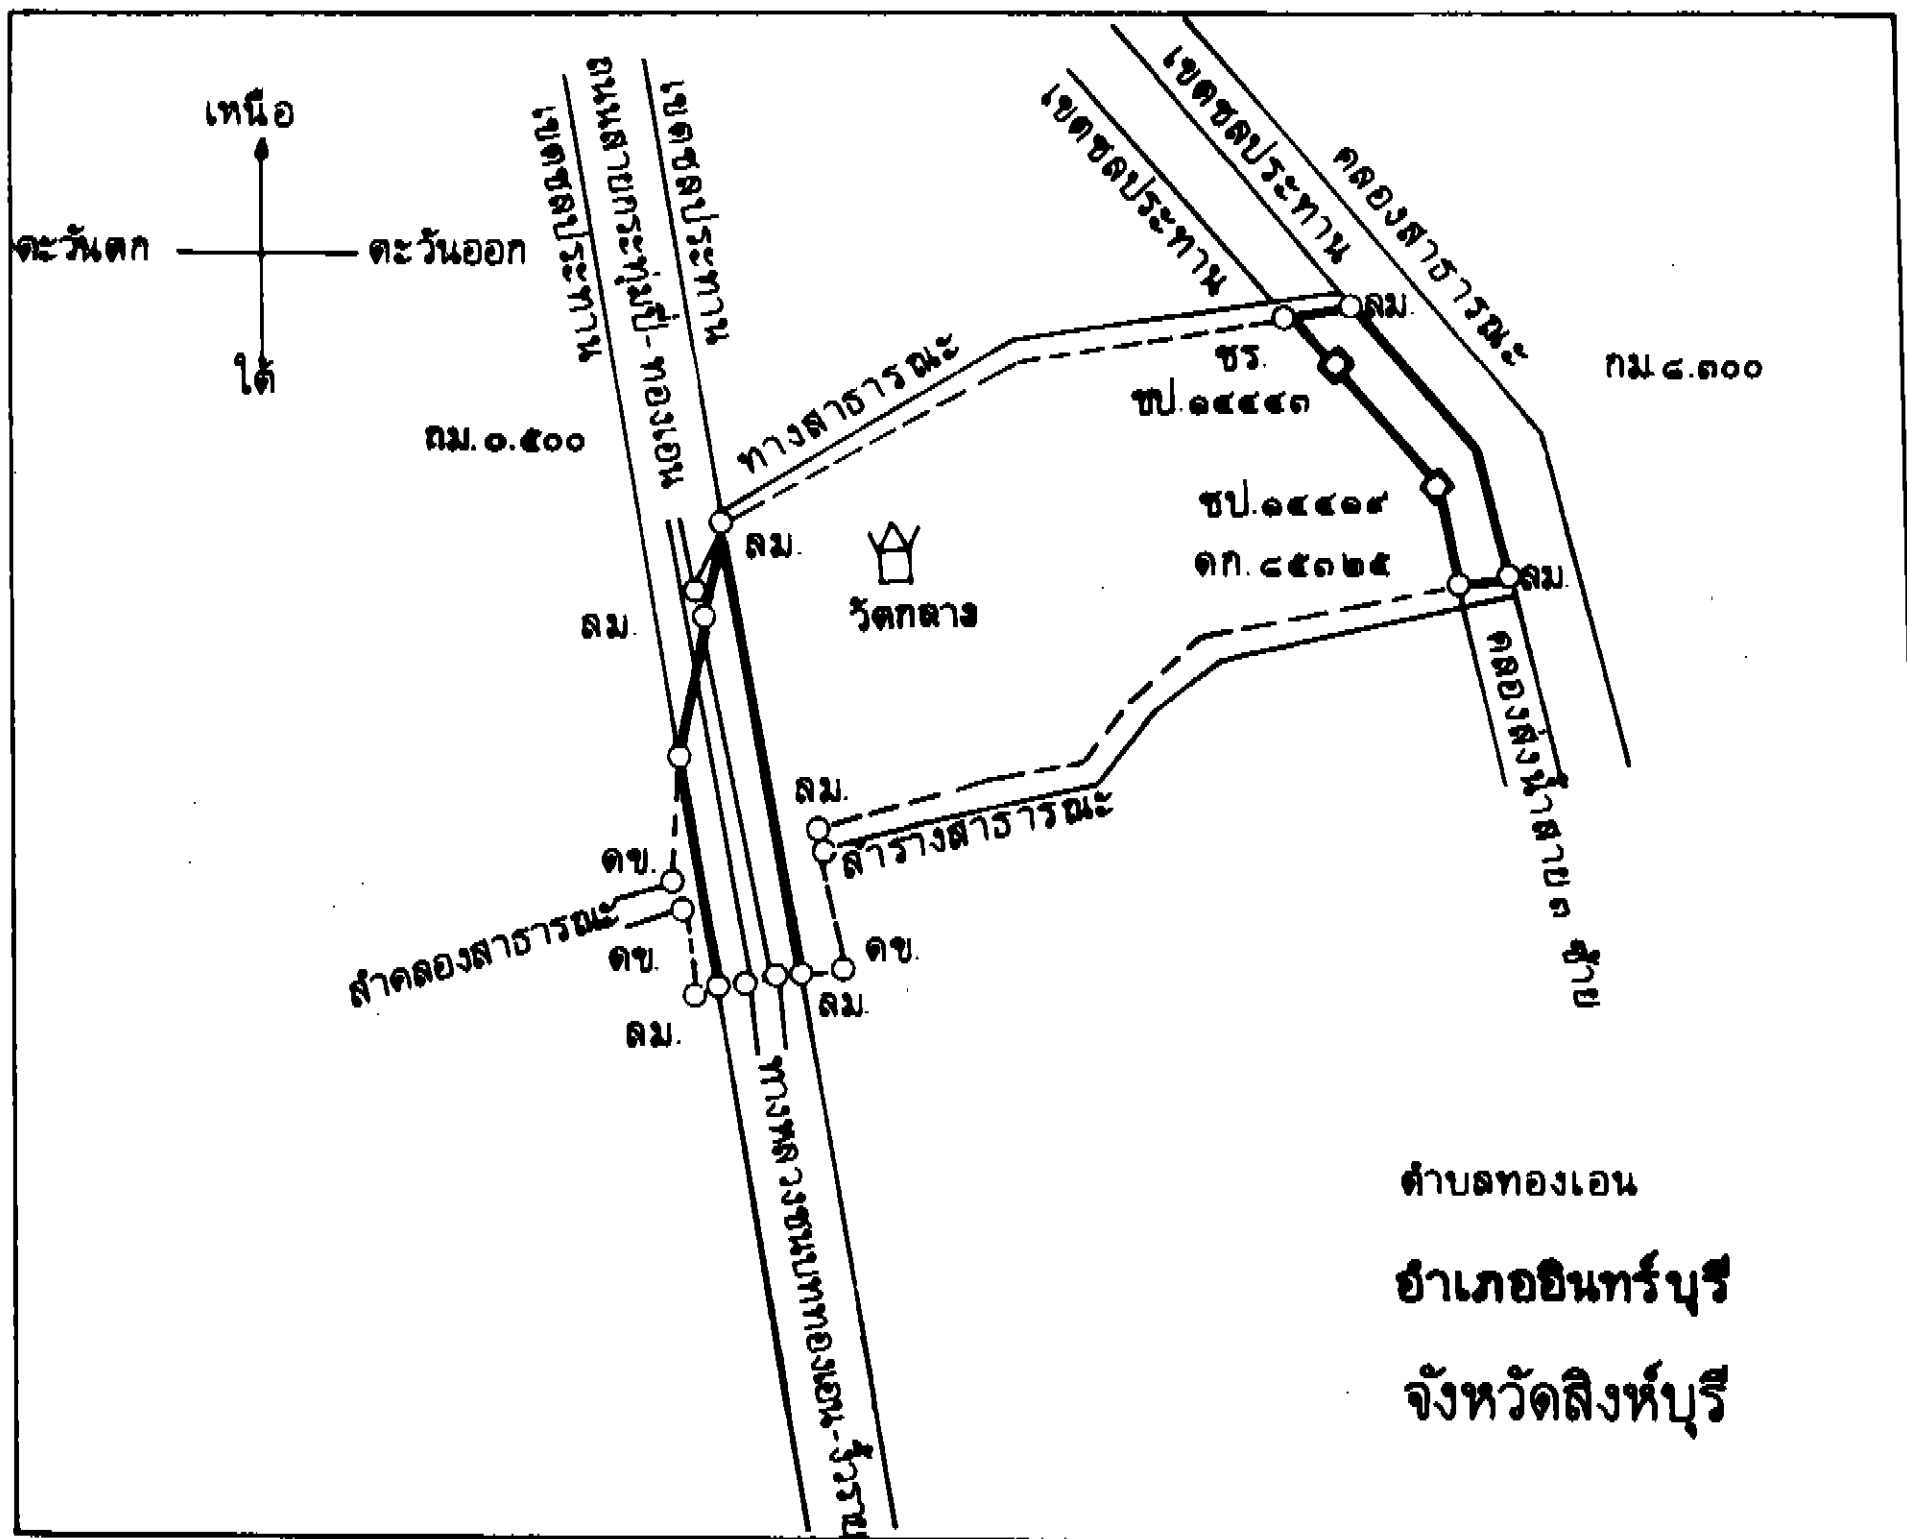 เหนือ
ตะวันตก
ตะวันออก
ใต้
เขตชลประทาน
ถนนสายกระทุ่มปี่-ทองเอน
เขตชลประทาน
เขตชลประทาน
เขตชลประทาน
คลองสาธารณะ
ลม.
ชร.
กม.๘.๓๐๐
ชป.๑๔๔๔๓
กม.๐.๕๐๐
ทางสาธารณะ
ชป.๑๔๔๑๙
ลม.
ดก.๘๕๓๒๕
ลม.
ลม.
วัดกลาง
คลองส่งน้ำสาย ๑ ซ้าย
ลม.
ลำรางสาธารณะ
ดข.
ลำคลองสาธารณะ
ดข.
ดข.
ลม.
ลม.
ทางหลวงชนบททองเอน-งิ้วราย
ตำบลทองเอน
อำเภออินทร์บุรี
จังหวัดสิงห์บุรี